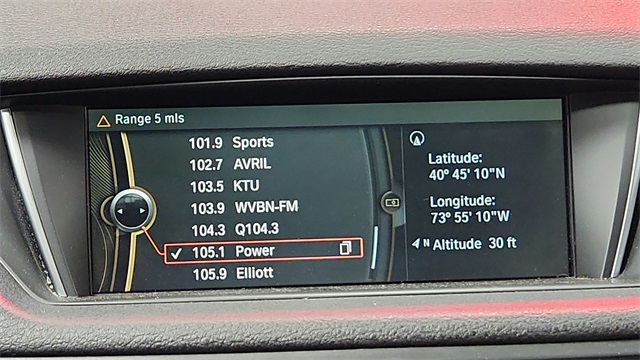 Range 5 mls
101.9 Sports
102.7 AVRIL
103.5 KTU
103.9 WVBN-FM
104.3 Q104.3
105.1 Power
105.9 Elliott
Latitude:
40° 45' 10"N
Longitude:
73° 55' 10"W
N Altitude 30 ft